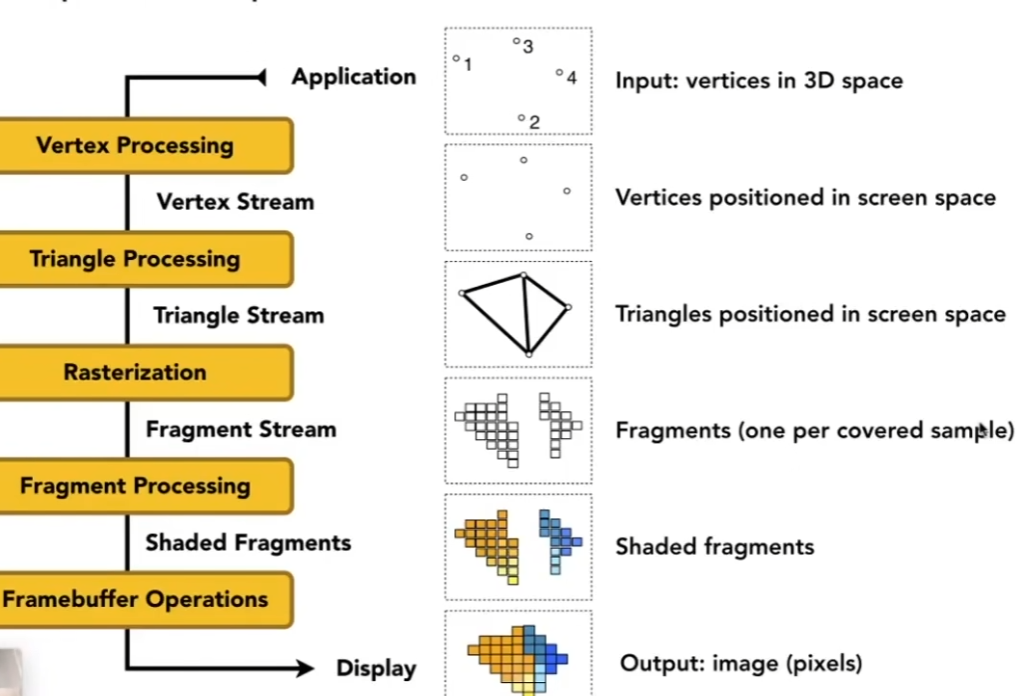 Application
3
1
4
2
Input: vertices in 3D space
Vertex Processing
Vertex Stream
Vertices positioned in screen space
Triangle Processing
Triangle Stream
Triangles positioned in screen space
Rasterization
Fragment Stream
Fragments (one per covered sample)
Fragment Processing
Shaded Fragments
Shaded fragments
Framebuffer Operations
Display
Output: image (pixels)